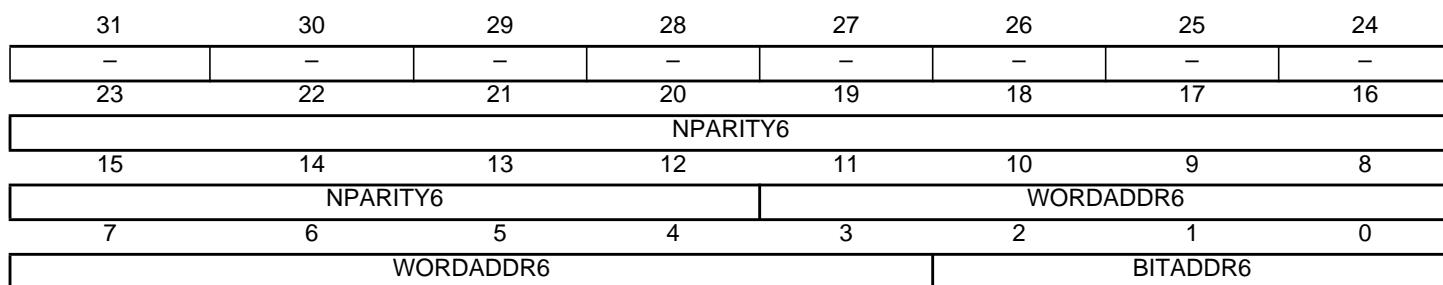 31 30 29 28 27 26 25 24
– – – – – – – –
23 22 21 20 19 18 17 16
NPARITY6
15 14 13 12 11 10 9 8
NPARITY6 WORDADDR6
7 6 5 4 3 2 1 0
WORDADDR6 BITADDR6